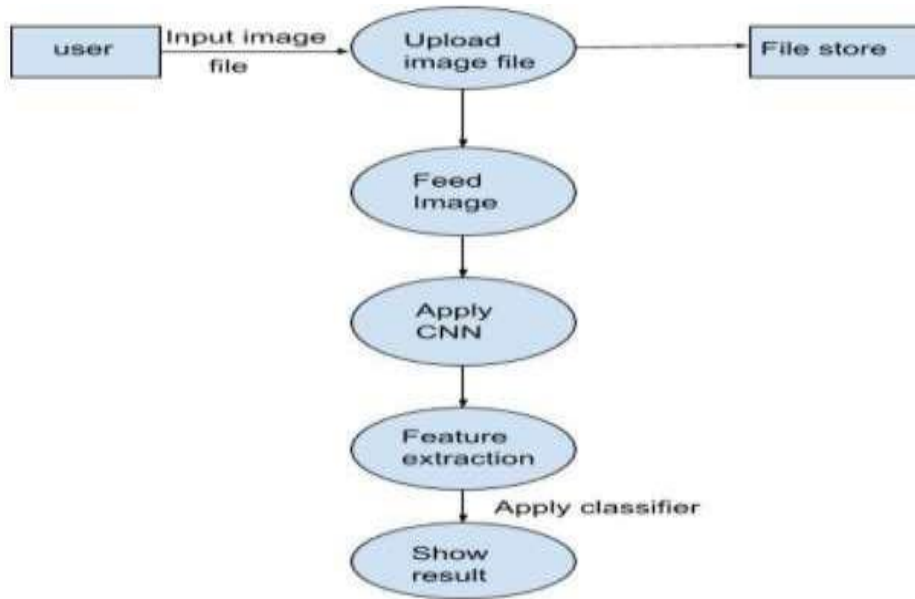 user
Input image
file
Upload
image file
File store
Feed
Image
Apply
CNN
Feature
extraction
Apply classifier
Show
result